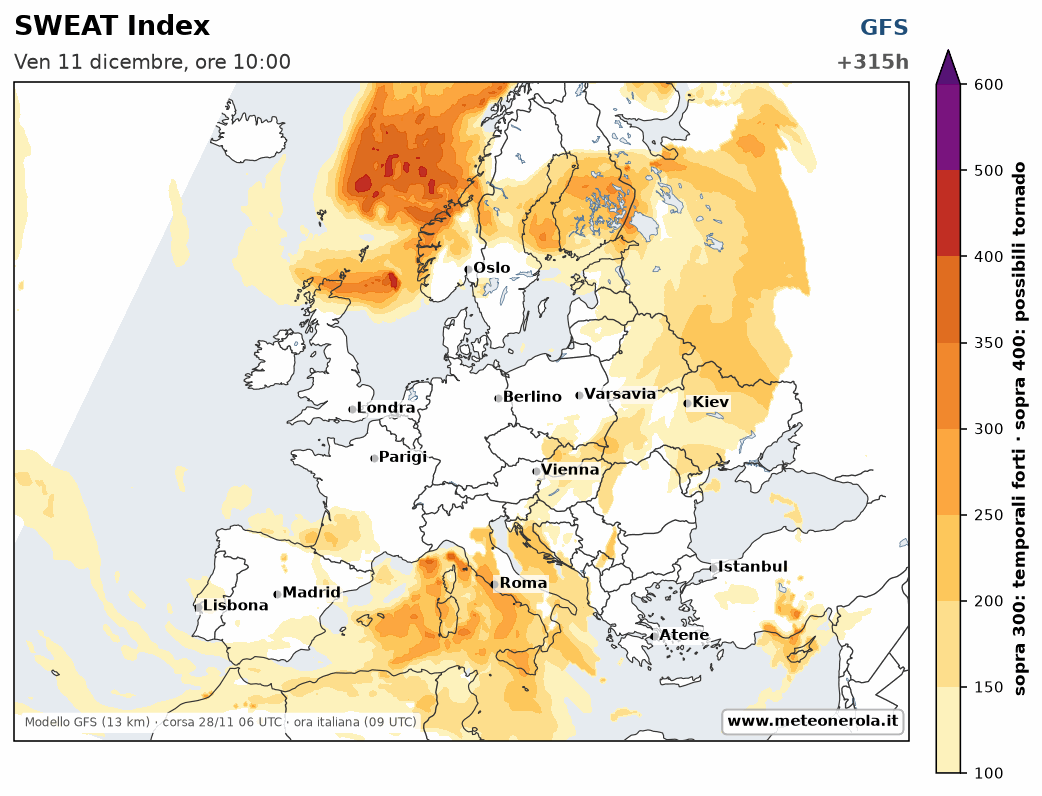 SWEAT Index
GFS
Ven 11 dicembre, ore 10:00
+315h
600
500
400
350
300
250
200
150
100
sopra 300: temporali forti · sopra 400: possibili tornado
Oslo
Berlino
Varsavia
Kiev
Londra
Parigi
Vienna
Istanbul
Roma
Madrid
Lisbona
Atene
Modello GFS (13 km) · corsa 28/11 06 UTC · ora italiana (09 UTC)
www.meteonerola.it